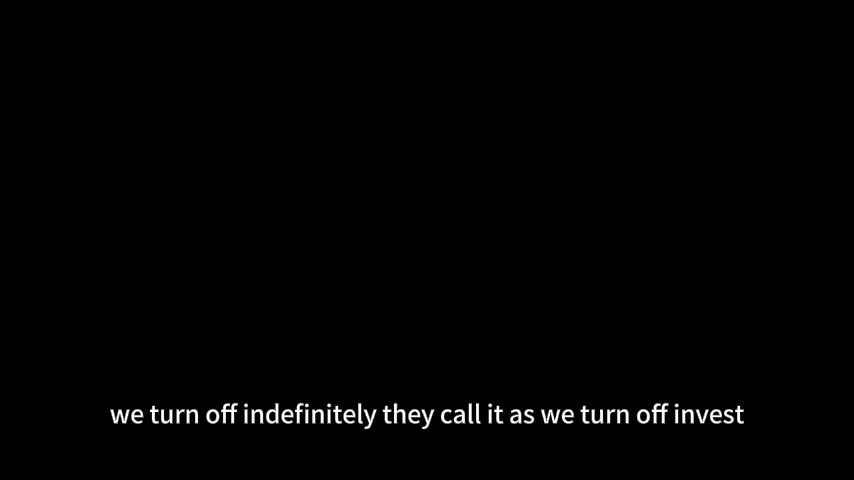 we turn off indefinitely they call it as we turn off invest